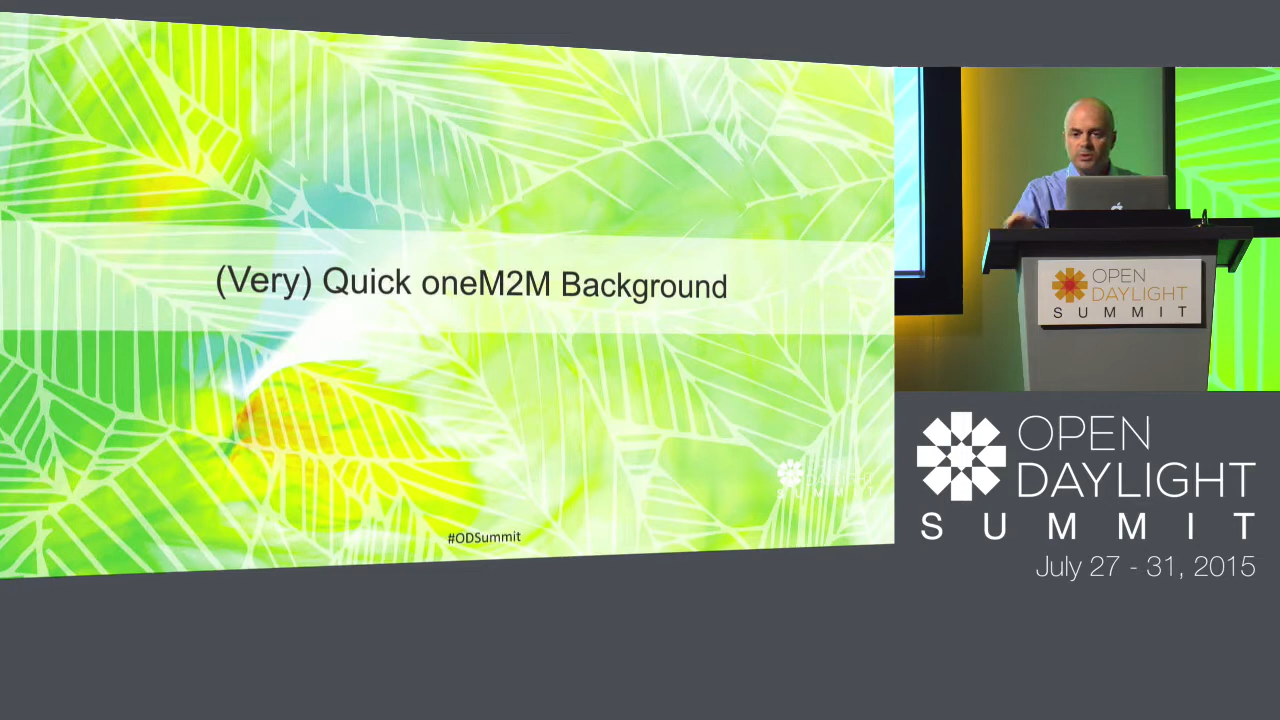 (Very) Quick oneM2M Background
#ODSummit
OPEN
DAYLIGHT
SUMMIT
OPEN
DAYLIGHT
SUMMIT
July 27 - 31, 2015